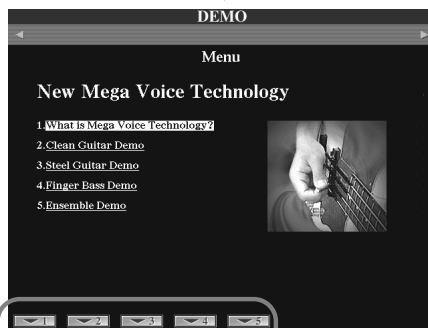 DEMO
Menu
New Mega Voice Technology
1.What is Mega Voice Technology?
2.Clean Guitar Demo
3.Steel Guitar Demo
4.Finger Bass Demo
5.Ensemble Demo
1 2 3 4 5